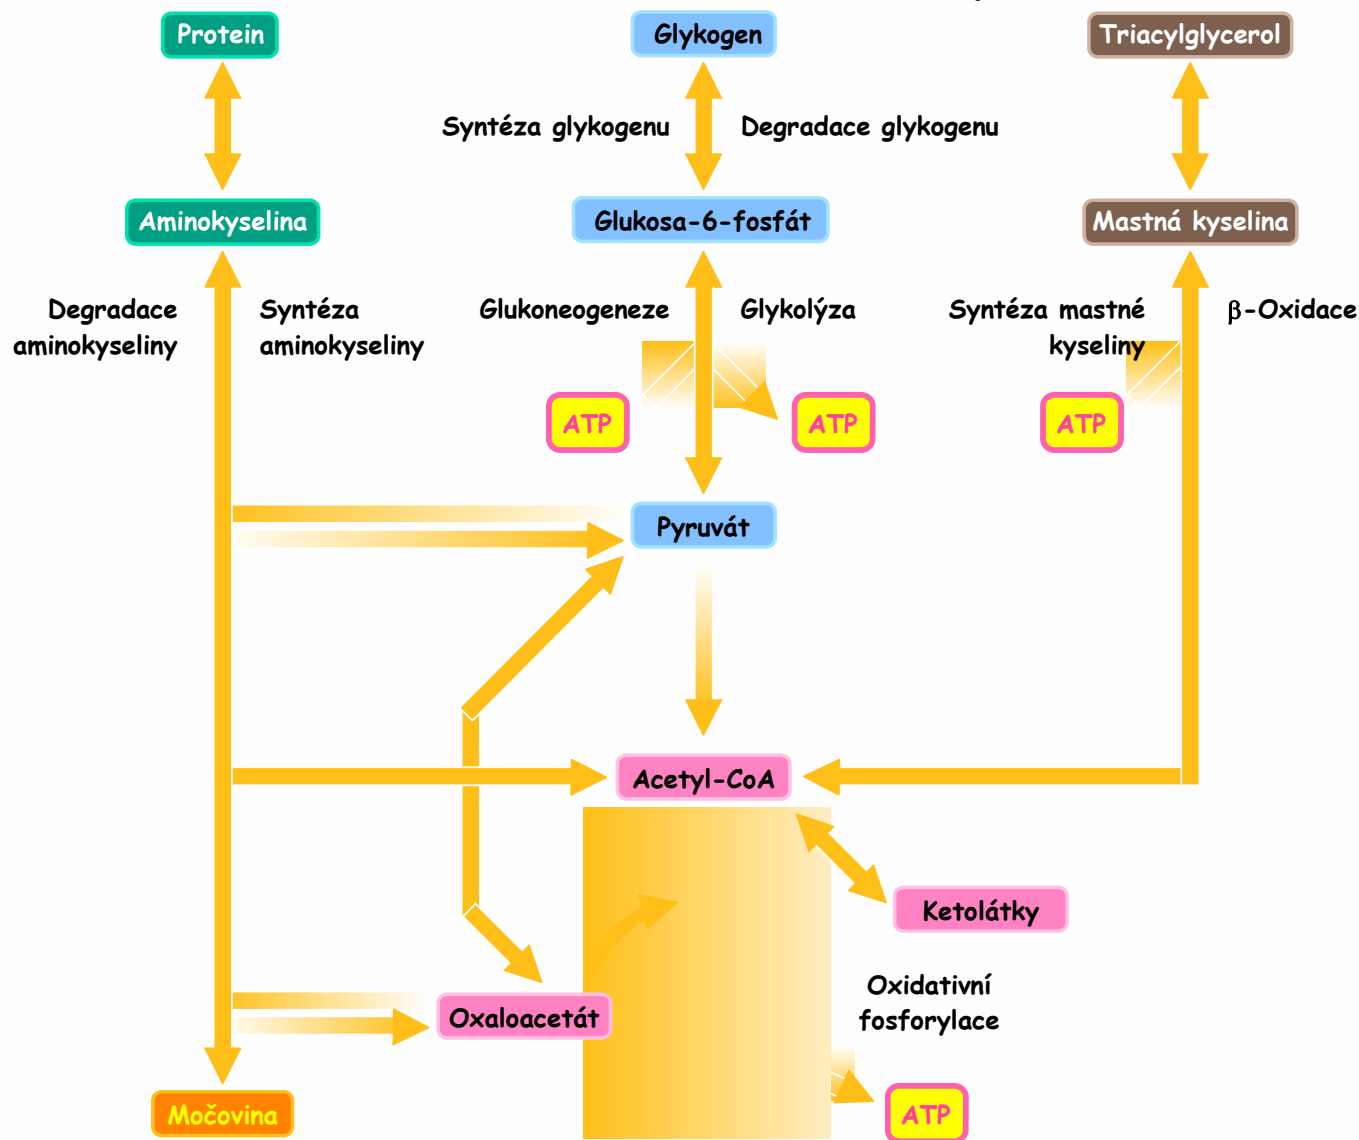 Protein
Glykogen
Triacylglycerol
Syntéza glykogenu
Degradace glykogenu
Aminokyselina
Glukosa-6-fosfát
Mastná kyselina
Degradace
aminokyseliny
Syntéza
aminokyseliny
Glukoneogeneze
Glykolýza
Syntéza mastné
kyseliny
β-Oxidace
ATP
ATP
ATP
Pyruvát
Acetyl-CoA
Ketolátky
Oxidativní
fosforylace
Oxaloacetát
Močovina
ATP